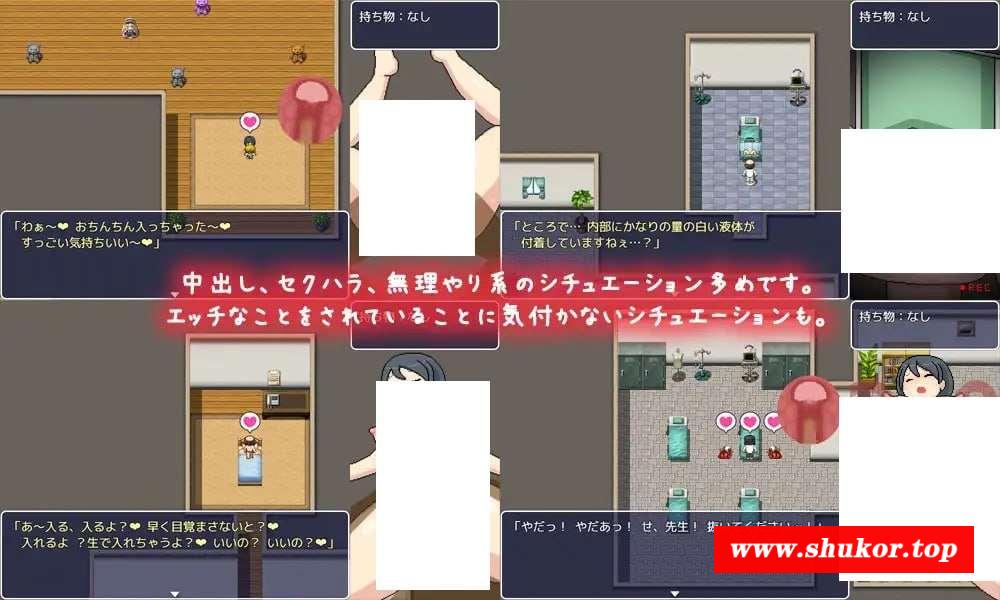 持ち物：なし
持ち物：なし
「わぁ～❤ おちんちん入っちゃった～❤
すっごい気持ちいい～❤」
「ところで… 内部にかなりの量の白い液体が
付着していますねぇ…？」
中出し、セクハラ、無理やり系のシチュエーション多めです。
●REC
エッチなことをされていることに気付かないシチュエーションも。
持ち物：なし
「あ～入る、入るよ？❤ 早く目覚まさないと？❤
入れるよ ？生で入れちゃうよ？❤ いいの？ いいの？❤」
「やだっ！ やだあっ！ せ、先生！
www.shukor.top